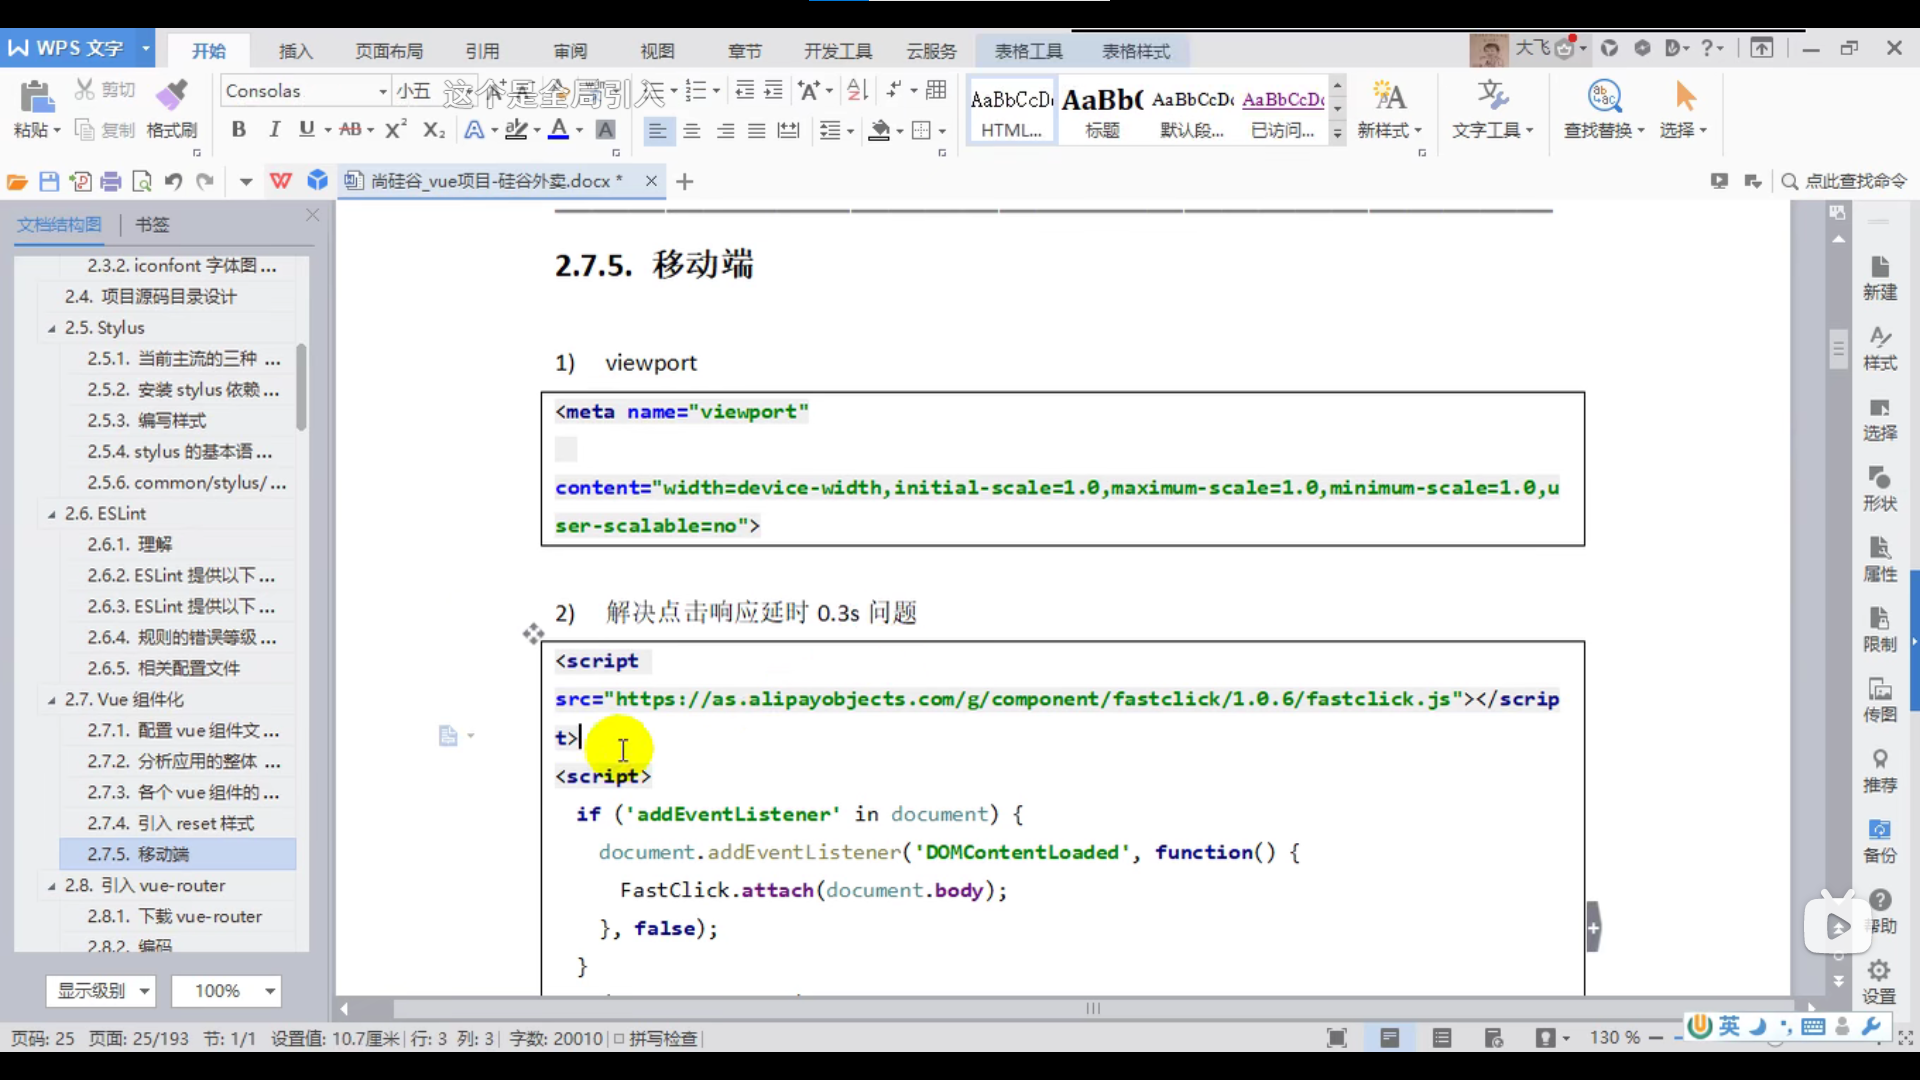 WPS 文字
开始
插入
页面布局
引用
审阅
视图
章节
开发工具
云服务
表格工具
表格样式
大飞
粘贴
剪切
复制
格式刷
Consolas
小五
这个是全局引入
AaBbCcD
HTML...
AaBb(
标题
AaBbCcD
默认段...
AaBbCcD
已访问...
新样式
文字工具
查找替换
选择
尚硅谷_vue项目-硅谷外卖.docx *
点此查找命令
文档结构图
书签
2.3.2. iconfont 字体图 ...
2.4. 项目源码目录设计
2.5. Stylus
2.5.1. 当前主流的三种 ...
2.5.2. 安装 stylus 依赖 ...
2.5.3. 编写样式
2.5.4. stylus 的基本语 ...
2.5.6. common/stylus/ ...
2.6. ESLint
2.6.1. 理解
2.6.2. ESLint 提供以下 ...
2.6.3. ESLint 提供以下 ...
2.6.4. 规则的错误等级 ...
2.6.5. 相关配置文件
2.7. Vue 组件化
2.7.1. 配置 vue 组件文 ...
2.7.2. 分析应用的整体 ...
2.7.3. 各个 vue 组件的 ...
2.7.4. 引入 reset 样式
2.7.5. 移动端
2.8. 引入 vue-router
2.8.1. 下载 vue-router
2.8.2. 编码
显示级别
100%
2.7.5. 移动端
1) viewport
<meta name="viewport"
content="width=device-width,initial-scale=1.0,maximum-scale=1.0,minimum-scale=1.0,u
ser-scalable=no">
2) 解决点击响应延时 0.3s 问题
<script
src="https://as.alipayobjects.com/g/component/fastclick/1.0.6/fastclick.js"></scrip
t>
<script>
if ('addEventListener' in document) {
document.addEventListener('DOMContentLoaded', function() {
FastClick.attach(document.body);
}, false);
}
新建
样式
选择
形状
属性
限制
传图
推荐
备份
帮助
设置
页码: 25 页面: 25/193 节: 1/1 设置值: 10.7厘米 行: 3 列: 3 字数: 20010 拼写检查
130 %
英